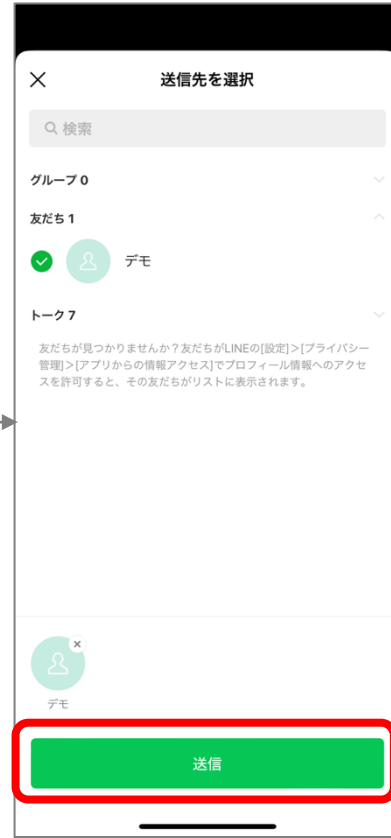 送信先を選択
検索
グループ 0
友だち 1
デモ
トーク 7
友だちが見つかりませんか？友だちがLINEの[設定]＞[プライバシー
管理]＞[アプリからの情報アクセス]でプロフィール情報へのアクセ
スを許可すると、その友だちがリストに表示されます。
デモ
送信